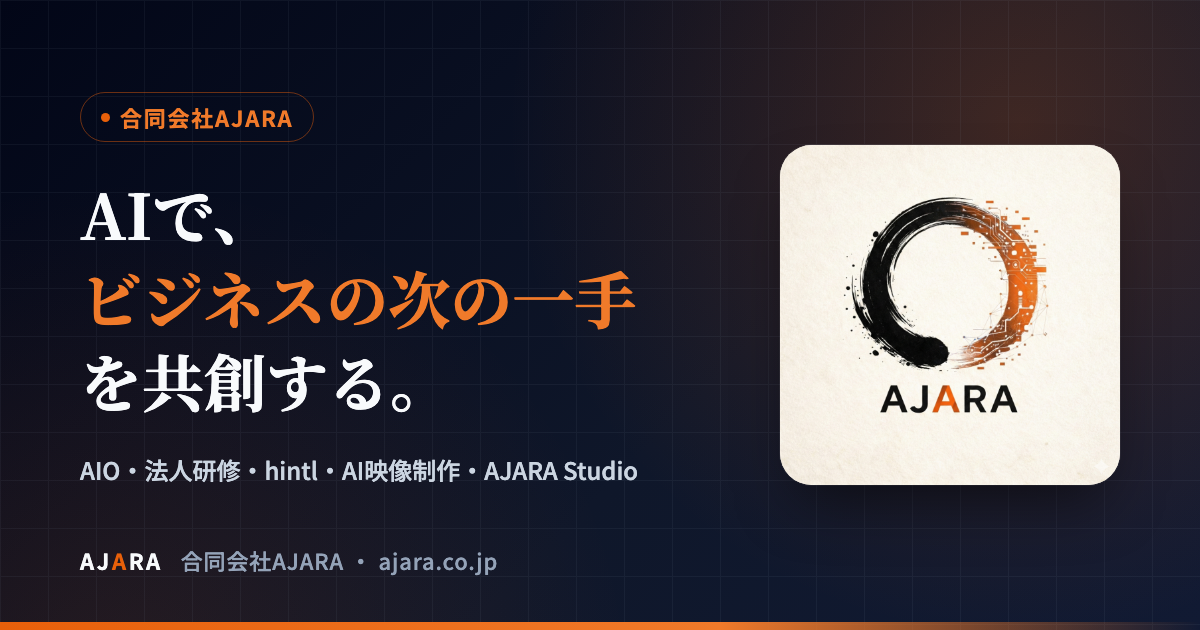 合同会社AJARA
AIで、
ビジネスの次の一手
を共創する。
AIO・法人研修・hintl・AI映像制作・AJARA Studio
AJARA 合同会社AJARA ・ ajara.co.jp
AJARA